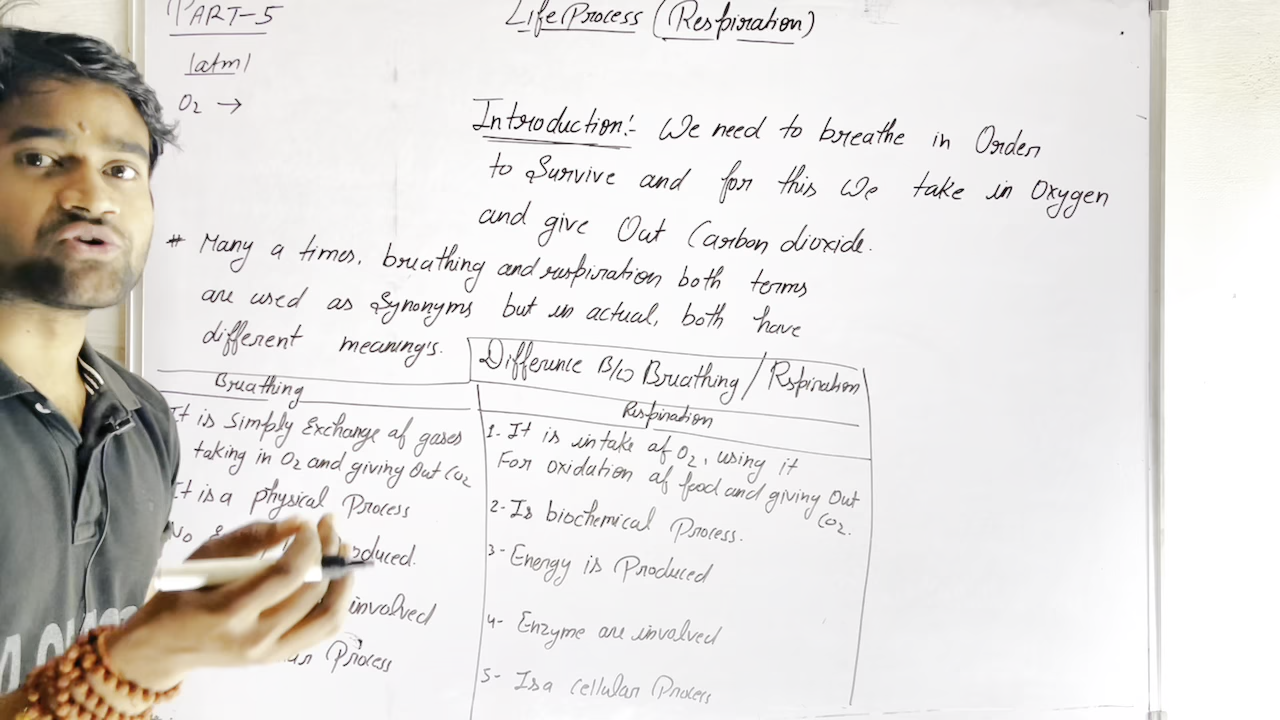 PART-5
Life Process (Respiration)
1atm1
O2 →
Introduction:- We need to breathe in Order
to Survive and for this We take in Oxygen
and give Out Carbon dioxide.
# Many a times, breathing and respiration both terms
are used as Synonyms but in actual, both have
different meaning's.
Difference B/w Breathing / Respiration
Breathing
It is Simply Exchange of gases
taking in O2 and giving Out CO2
It is a physical Process
No
oduced.
involved
Process
Respiration
1- It is intake of O2, using it
For oxidation of food and giving Out
CO2.
2- Is biochemical Process.
3- Energy is Produced
4- Enzyme are involved
5- Is a Cellular Process